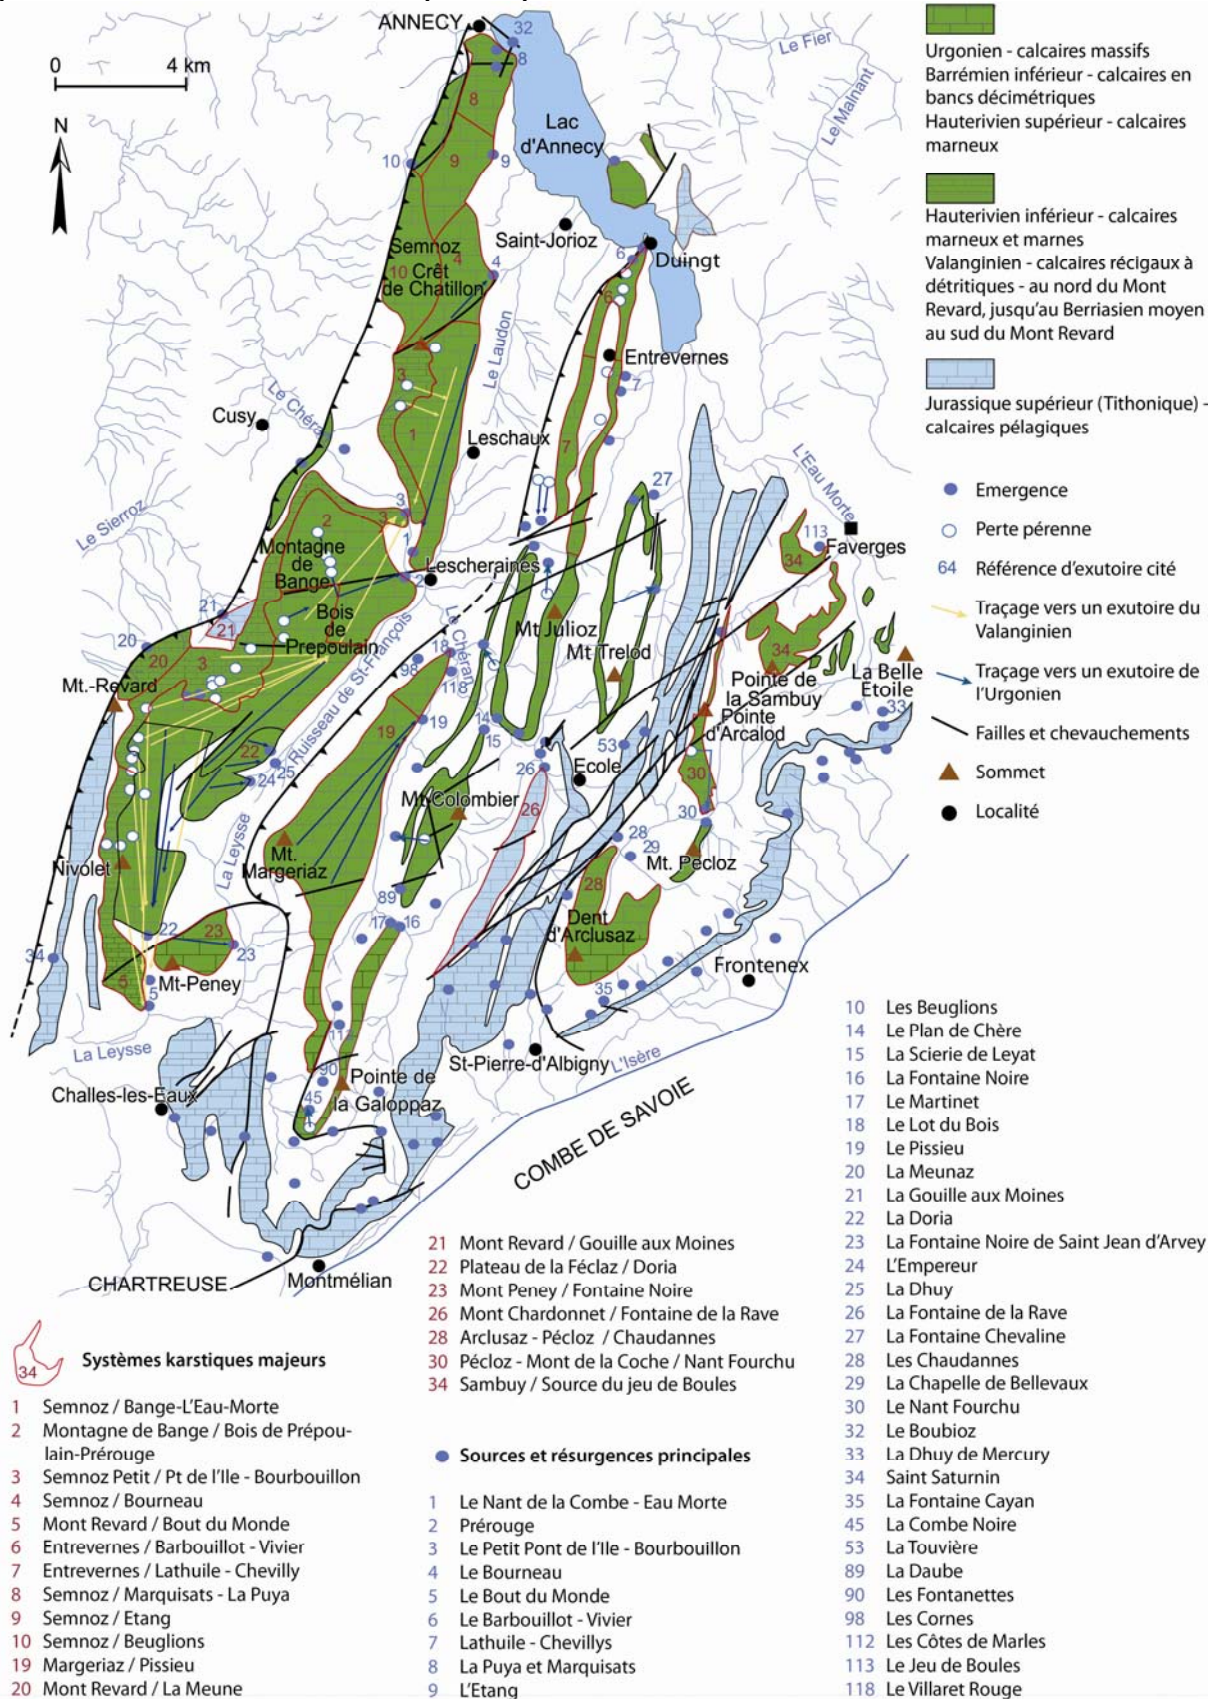 ANNECY
0 4 km
N
Lac
d'Annecy
Le Fier
Le Malnant
Saint-Jorioz
Duingt
Semnoz
Crêt
de Chatillon
Le Laudon
Entrevernes
Cusy
Le Chéran
Leschaux
Le Sierroz
L'Eau Morte
Faverges
Montagne
de
Bange
Lescheraines
Bois
de
Prepoulain
Mt Julioz
Mt Trelod
Le Chéran
Ruisseau de St-François
Mt.-Revard
Pointe de
la Sambuy
La Belle
Etoile
Pointe
d'Arcalod
Ecole
Mt Colombier
Mt.
Margeriaz
Nivolet
La Leysse
Mt. Pecloz
Dent
d'Arclusaz
Frontenex
Mt-Peney
La Leysse
St-Pierre-d'Albigny
L'Isère
Challes-les-Eaux
Pointe de
la Galoppaz
COMBE DE SAVOIE
CHARTREUSE
Montmélian
Urgonien - calcaires massifs
Barrémien inférieur - calcaires en
bancs décimétriques
Hauterivien supérieur - calcaires
marneux
Hauterivien inférieur - calcaires
marneux et marnes
Valanginien - calcaires récigaux à
détritiques - au nord du Mont
Revard, jusqu'au Berriasien moyen
au sud du Mont Revard
Jurassique supérieur (Tithonique) -
calcaires pélagiques
Emergence
Perte pérenne
64 Référence d'exutoire cité
Traçage vers un exutoire du
Valanginien
Traçage vers un exutoire de
l'Urgonien
Failles et chevauchements
Sommet
Localité
34 Systèmes karstiques majeurs
1 Semnoz / Bange-L'Eau-Morte
2 Montagne de Bange / Bois de Prépou-
lain-Prérouge
3 Semnoz Petit / Pt de l'Ile - Bourbouillon
4 Semnoz / Bourneau
5 Mont Revard / Bout du Monde
6 Entrevernes / Barbouillot - Vivier
7 Entrevernes / Lathuile - Chevilly
8 Semnoz / Marquisats - La Puya
9 Semnoz / Etang
10 Semnoz / Beuglions
19 Margeriaz / Pissieu
20 Mont Revard / La Meune
21 Mont Revard / Gouille aux Moines
22 Plateau de la Féclaz / Doria
23 Mont Peney / Fontaine Noire
26 Mont Chardonnet / Fontaine de la Rave
28 Arclusaz - Pécloz / Chaudannes
30 Pécloz - Mont de la Coche / Nant Fourchu
34 Sambuy / Source du jeu de Boules
Sources et résurgences principales
1 Le Nant de la Combe - Eau Morte
2 Prérouge
3 Le Petit Pont de l'Ile - Bourbouillon
4 Le Bourneau
5 Le Bout du Monde
6 Le Barbouillot - Vivier
7 Lathuile - Chevillys
8 La Puya et Marquisats
9 L'Etang
10 Les Beuglions
14 Le Plan de Chère
15 La Scierie de Leyat
16 La Fontaine Noire
17 Le Martinet
18 Le Lot du Bois
19 Le Pissieu
20 La Meunaz
21 La Gouille aux Moines
22 La Doria
23 La Fontaine Noire de Saint Jean d'Arvey
24 L'Empereur
25 La Dhuy
26 La Fontaine de la Rave
27 La Fontaine Chevaline
28 Les Chaudannes
29 La Chapelle de Bellevaux
30 Le Nant Fourchu
32 Le Boubioz
33 La Dhuy de Mercury
34 Saint Saturnin
35 La Fontaine Cayan
45 La Combe Noire
53 La Touvière
89 La Daube
90 Les Fontanettes
98 Les Cornes
112 Les Côtes de Marles
113 Le Jeu de Boules
118 Le Villaret Rouge